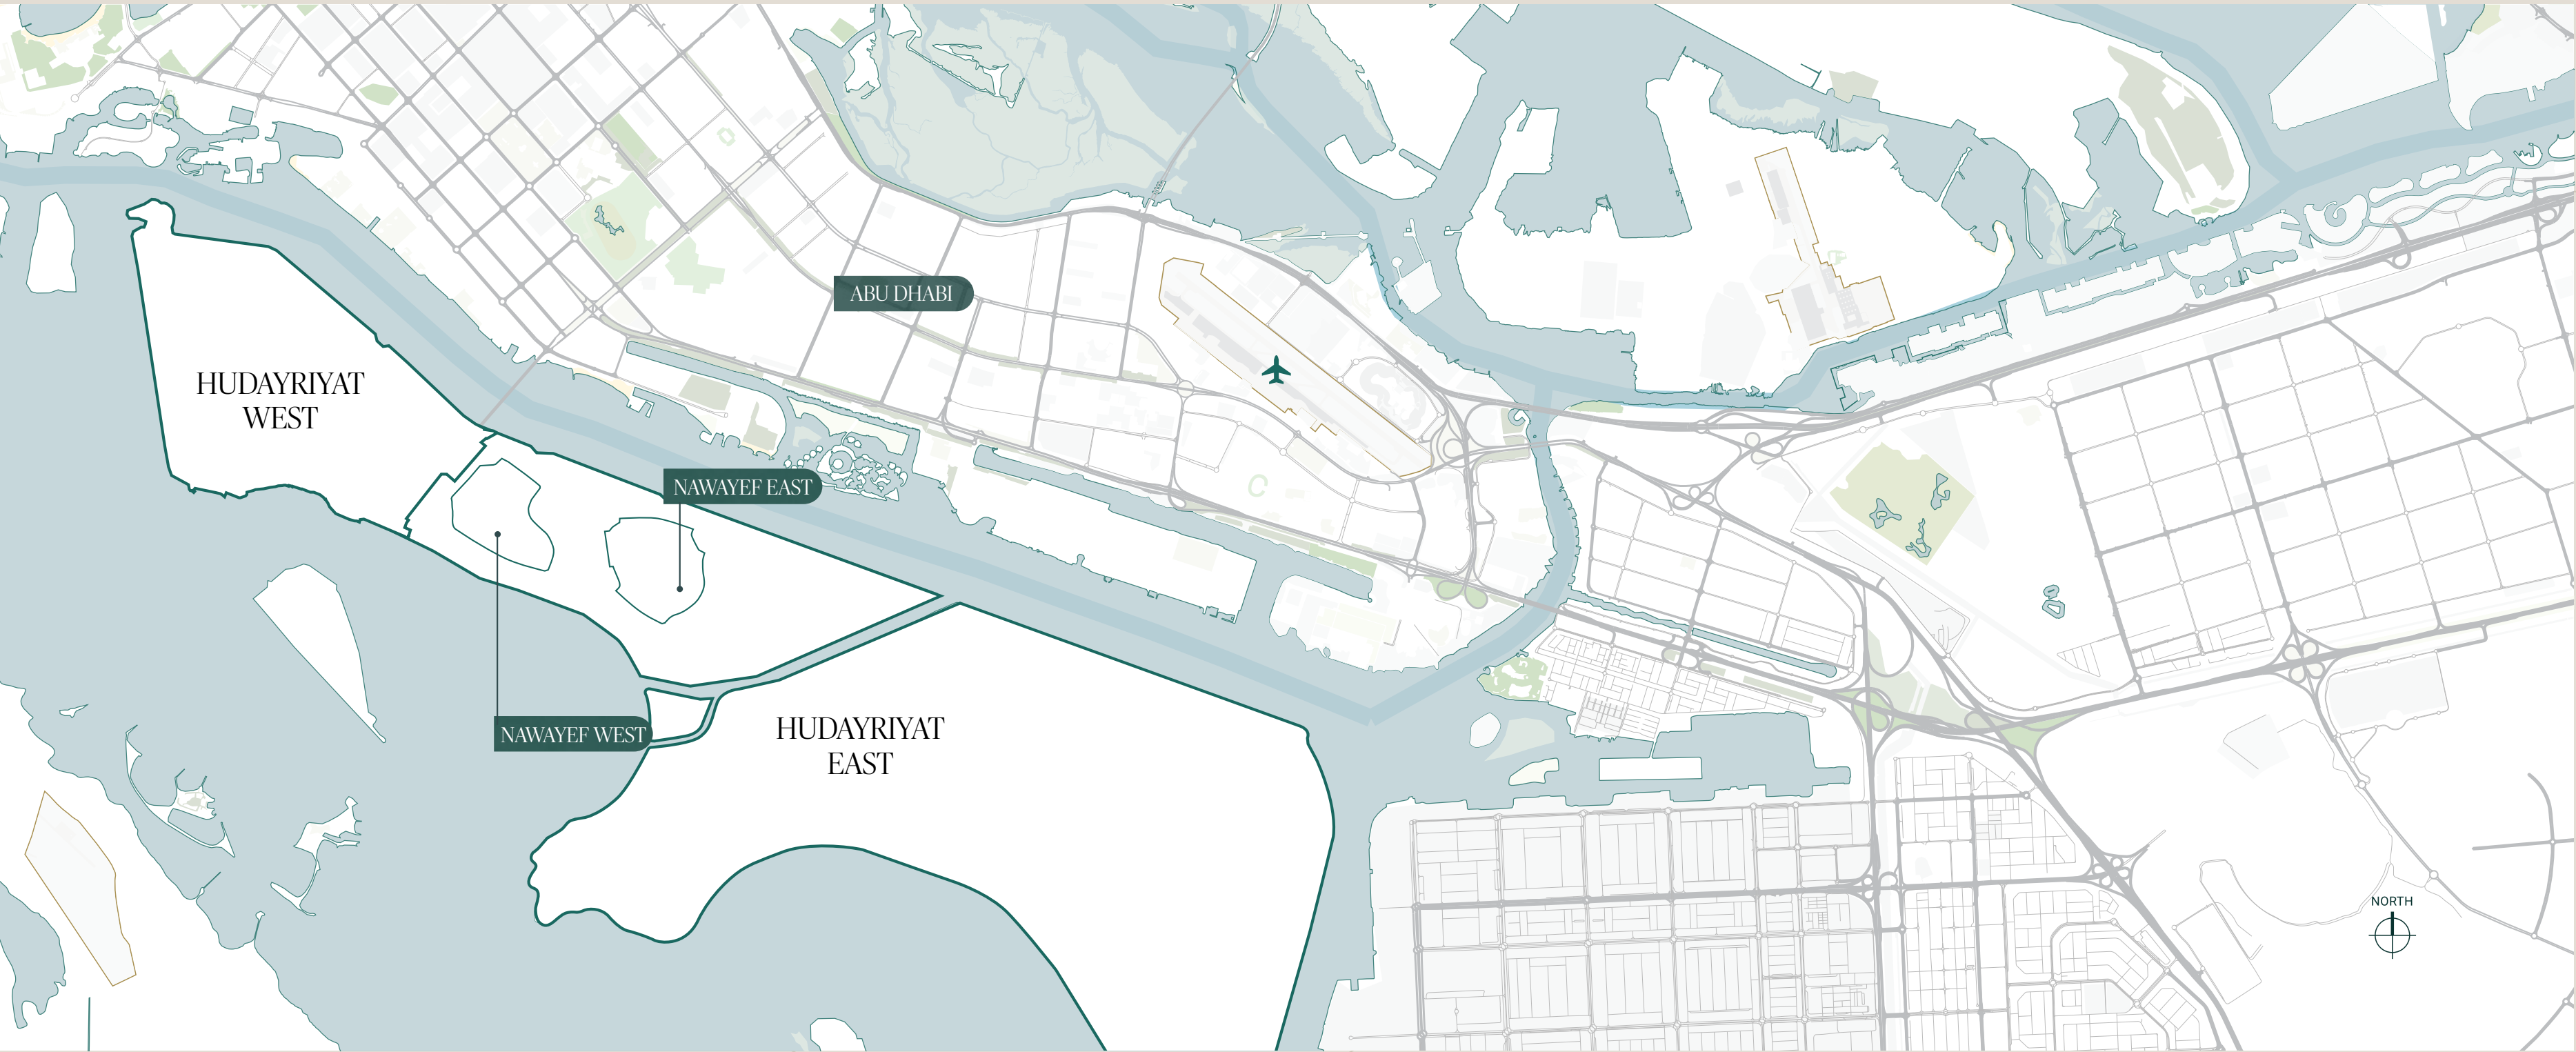 ABU DHABI
HUDAYRIYAT
WEST
NAWAYEF EAST
NAWAYEF WEST
HUDAYRIYAT
EAST
NORTH